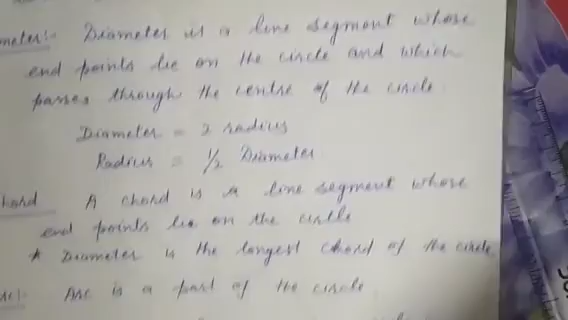 meter:- Diameter is a line segment whose
end points lie on the circle and which
passes through the centre of the circle.
Diameter = 2 radius
Radius = 1/2 Diameter
hord A chord is a line segment whose
end points lie on the circle
* Diameter is the longest chord of the circle
rc:- Arc is a part of the circle.